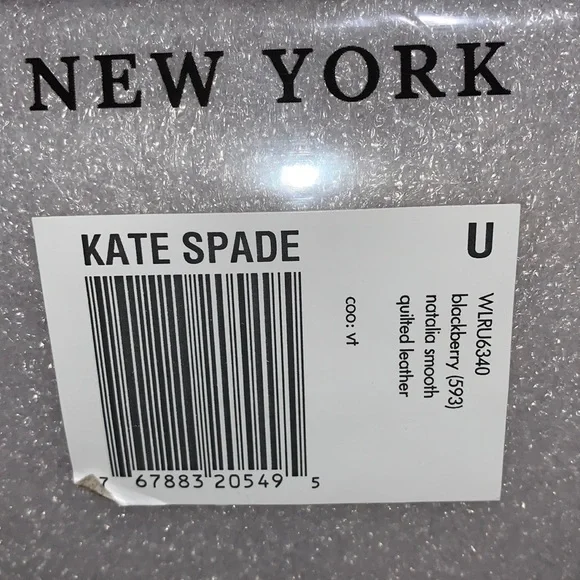 NEW YORK
KATE SPADE
U
WLRU6340
blackberry (593)
natalia smooth
quilted leather
coo: vt
7 67883 20549 5